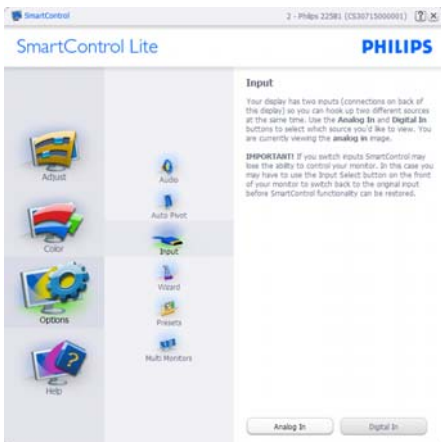 SmartControl
2 - Philips 225B1 (CS30715000001)
SmartControl Lite
PHILIPS
Adjust
Color
Options
Help
Audio
Auto Pivot
Input
Wizard
Presets
Multi Monitors
Input
Your display has two inputs (connections on back of
this display) so you can hook up two different sources
at the same time. Use the Analog In and Digital In
buttons to select which source you'd like to view. You
are currently viewing the analog in image.
IMPORTANT! If you switch inputs SmartControl may
lose the ability to control your monitor. In this case you
may have to use the Input Select button on the front
of your monitor to switch back to the original input
before SmartControl functionality can be restored.
Analog In
Digital In